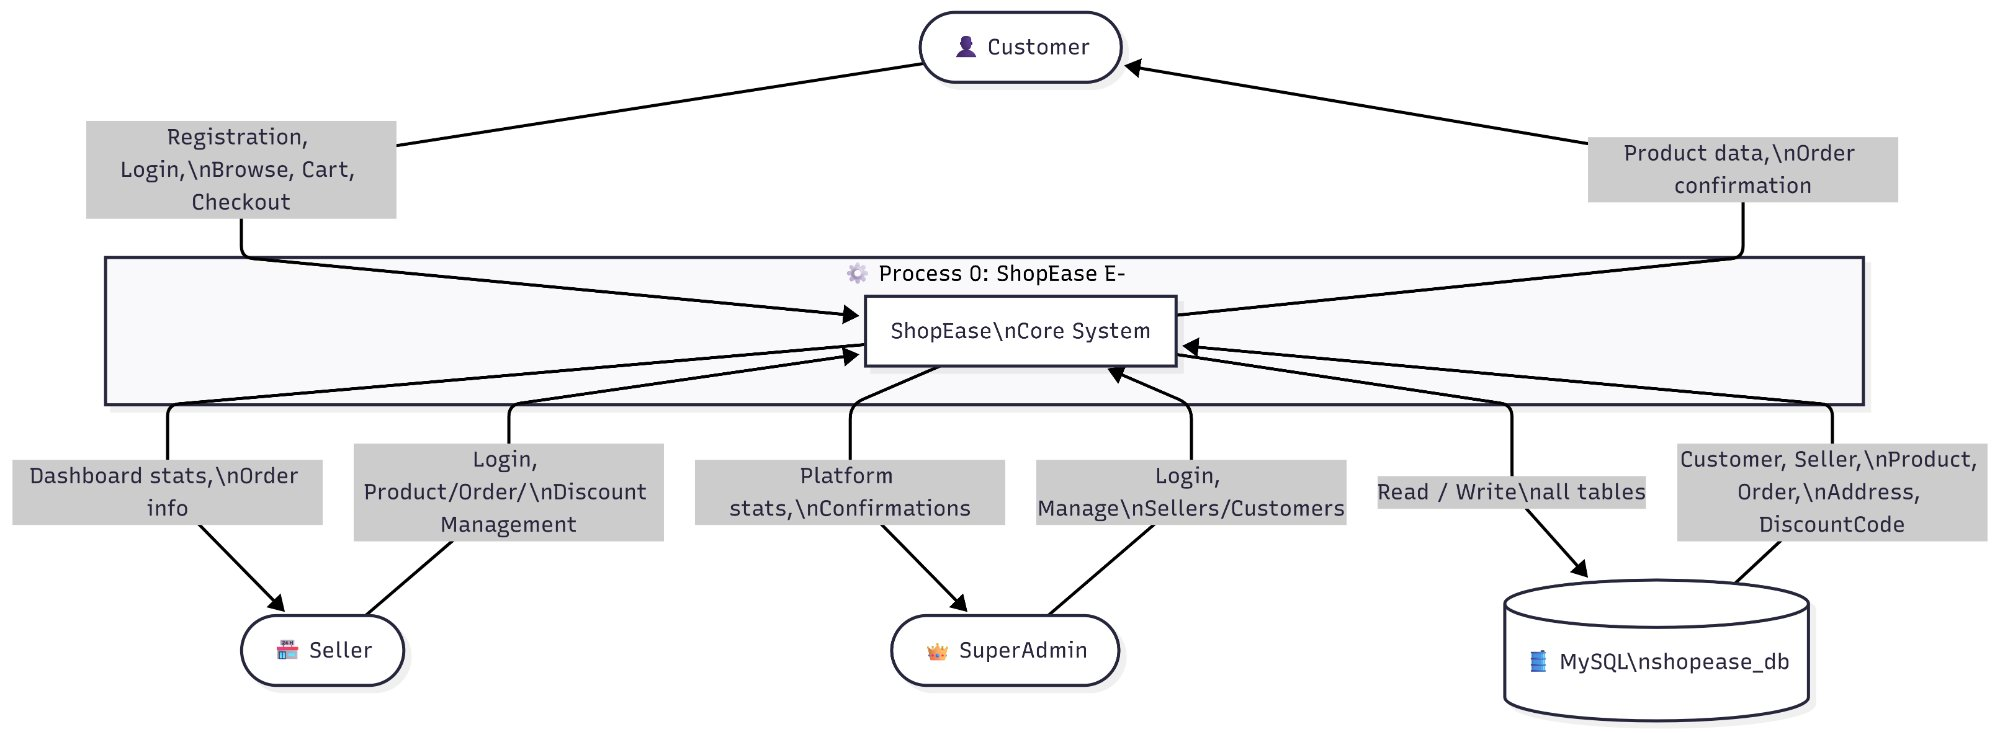 Customer
Registration,
Login,\nBrowse, Cart,
Checkout
Product data,\nOrder
confirmation
Process 0: ShopEase E-
ShopEase\nCore System
Dashboard stats,\nOrder
info
Login,
Product/Order/\nDiscount
Management
Platform
stats,\nConfirmations
Login,
Manage\nSellers/Customers
Read / Write\nall tables
Customer, Seller,\nProduct,
Order,\nAddress,
DiscountCode
Seller
SuperAdmin
MySQL\nshopease_db